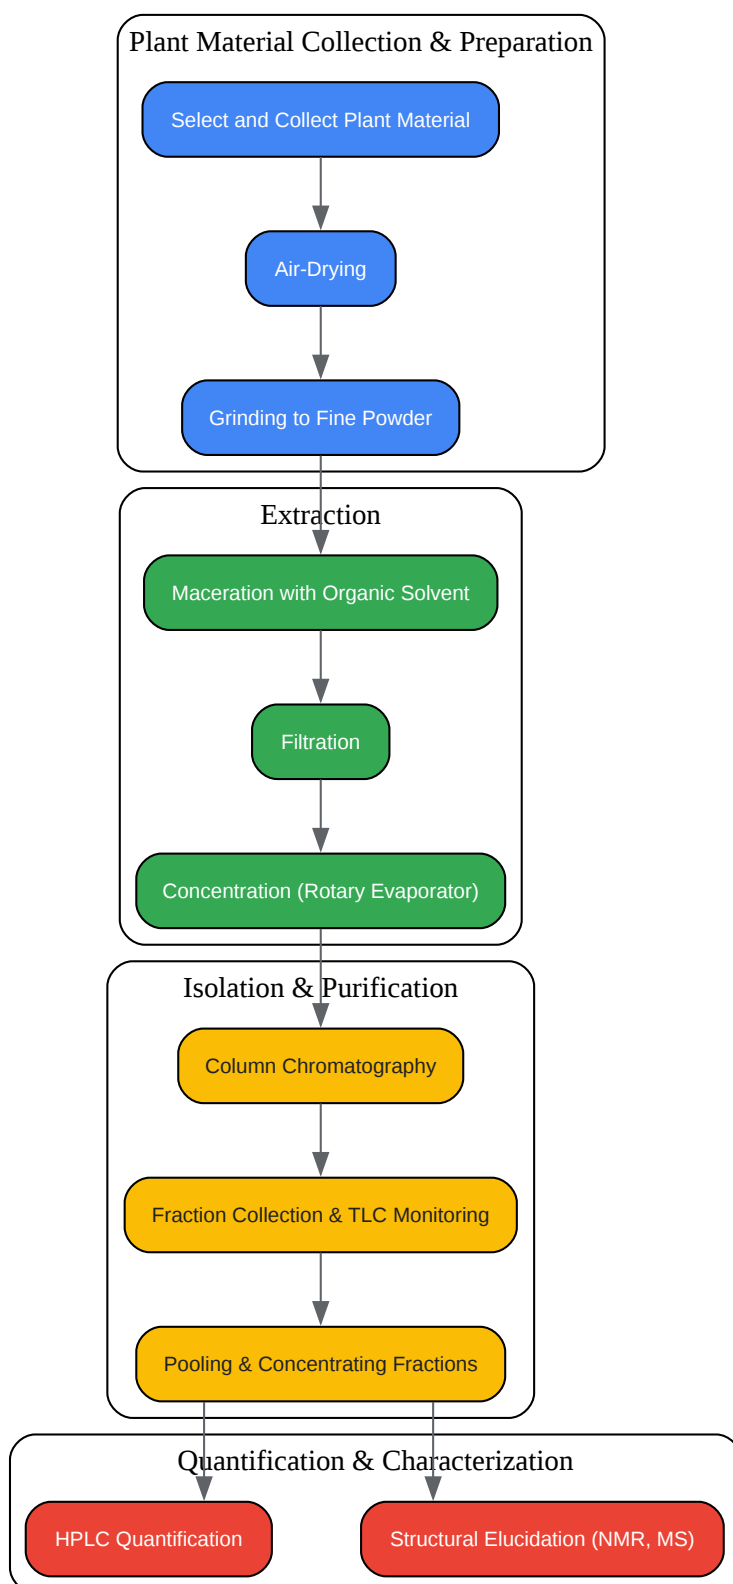 Plant Material Collection & Preparation
Select and Collect Plant Material
Air-Drying
Grinding to Fine Powder
Extraction
Maceration with Organic Solvent
Filtration
Concentration (Rotary Evaporator)
Isolation & Purification
Column Chromatography
Fraction Collection & TLC Monitoring
Pooling & Concentrating Fractions
Quantification & Characterization
HPLC Quantification
Structural Elucidation (NMR, MS)